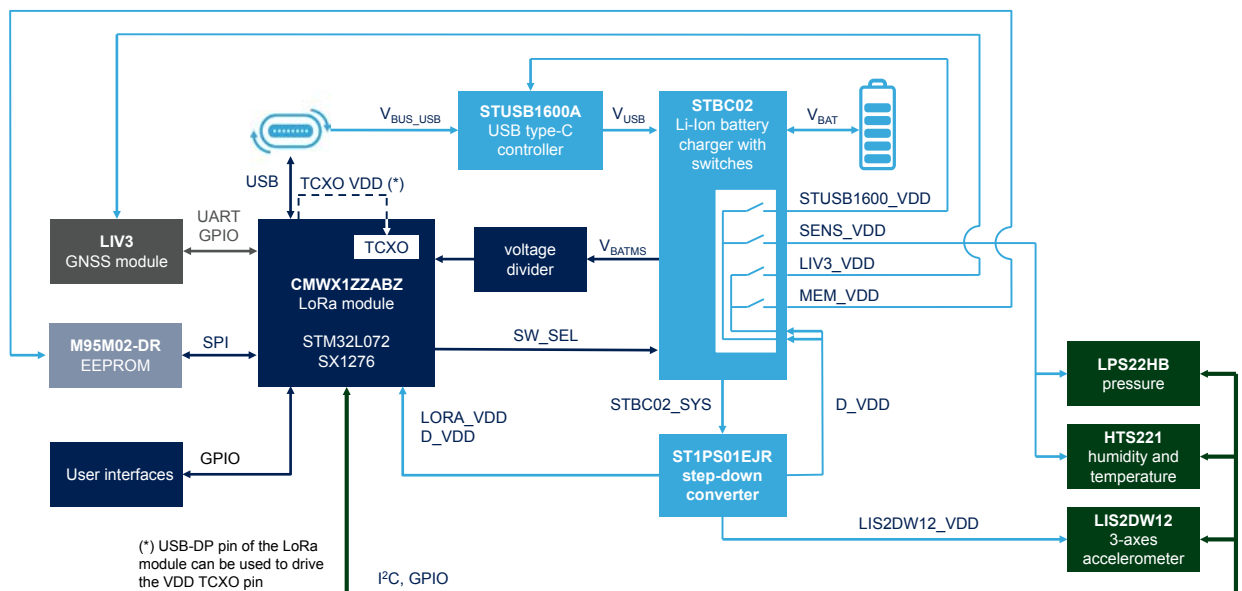 STUSB1600A
USB type-C
controller
STBC02
Li-Ion battery
charger with
switches
V_BUS_USB
V_USB
V_BAT
USB
TCXO VDD (*)
STUSB1600_VDD
SENS_VDD
LIV3_VDD
MEM_VDD
UART
GPIO
LIV3
GNSS module
TCXO
CMWX1ZZABZ
LoRa module
STM32L072
SX1276
voltage
divider
V_BATMS
M95M02-DR
EEPROM
SPI
SW_SEL
LPS22HB
pressure
STBC02_SYS
D_VDD
LORA_VDD
D_VDD
User interfaces
GPIO
ST1PS01EJR
step-down
converter
HTS221
humidity and
temperature
LIS2DW12_VDD
LIS2DW12
3-axes
accelerometer
(*) USB-DP pin of the LoRa
module can be used to drive
the VDD TCXO pin
I²C, GPIO